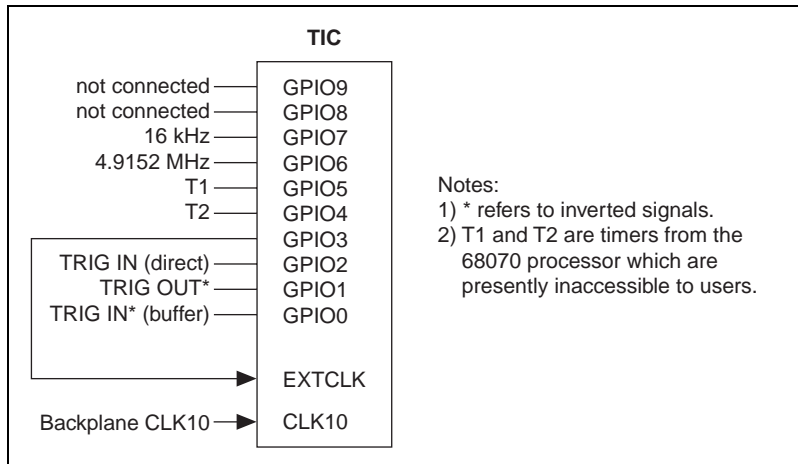 TIC
not connected GPIO9
not connected GPIO8
16 kHz GPIO7
4.9152 MHz GPIO6
T1 GPIO5
T2 GPIO4
GPIO3
TRIG IN (direct) GPIO2
TRIG OUT* GPIO1
TRIG IN* (buffer) GPIO0
EXTCLK
Backplane CLK10 CLK10
Notes:
1) * refers to inverted signals.
2) T1 and T2 are timers from the
68070 processor which are
presently inaccessible to users.